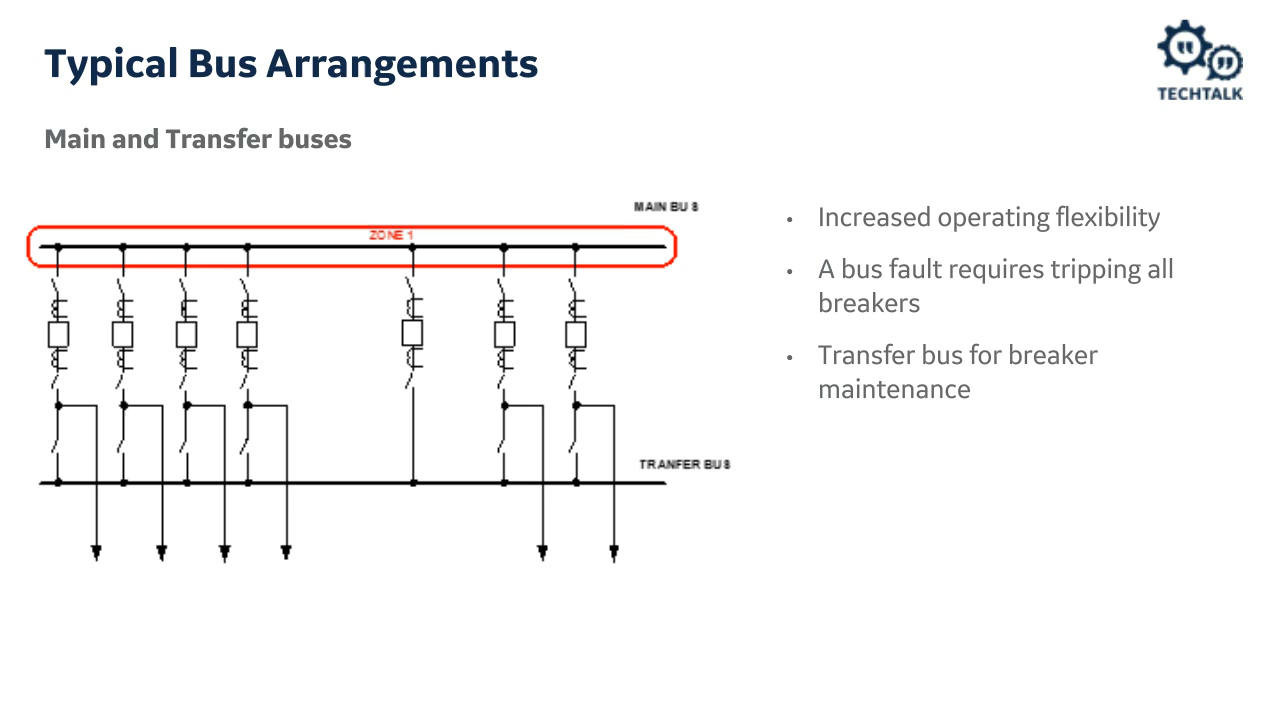 Typical Bus Arrangements
TECHTALK
Main and Transfer buses
MAIN BUS
ZONE 1
TRANFER BUS
• Increased operating flexibility
• A bus fault requires tripping all
breakers
• Transfer bus for breaker
maintenance